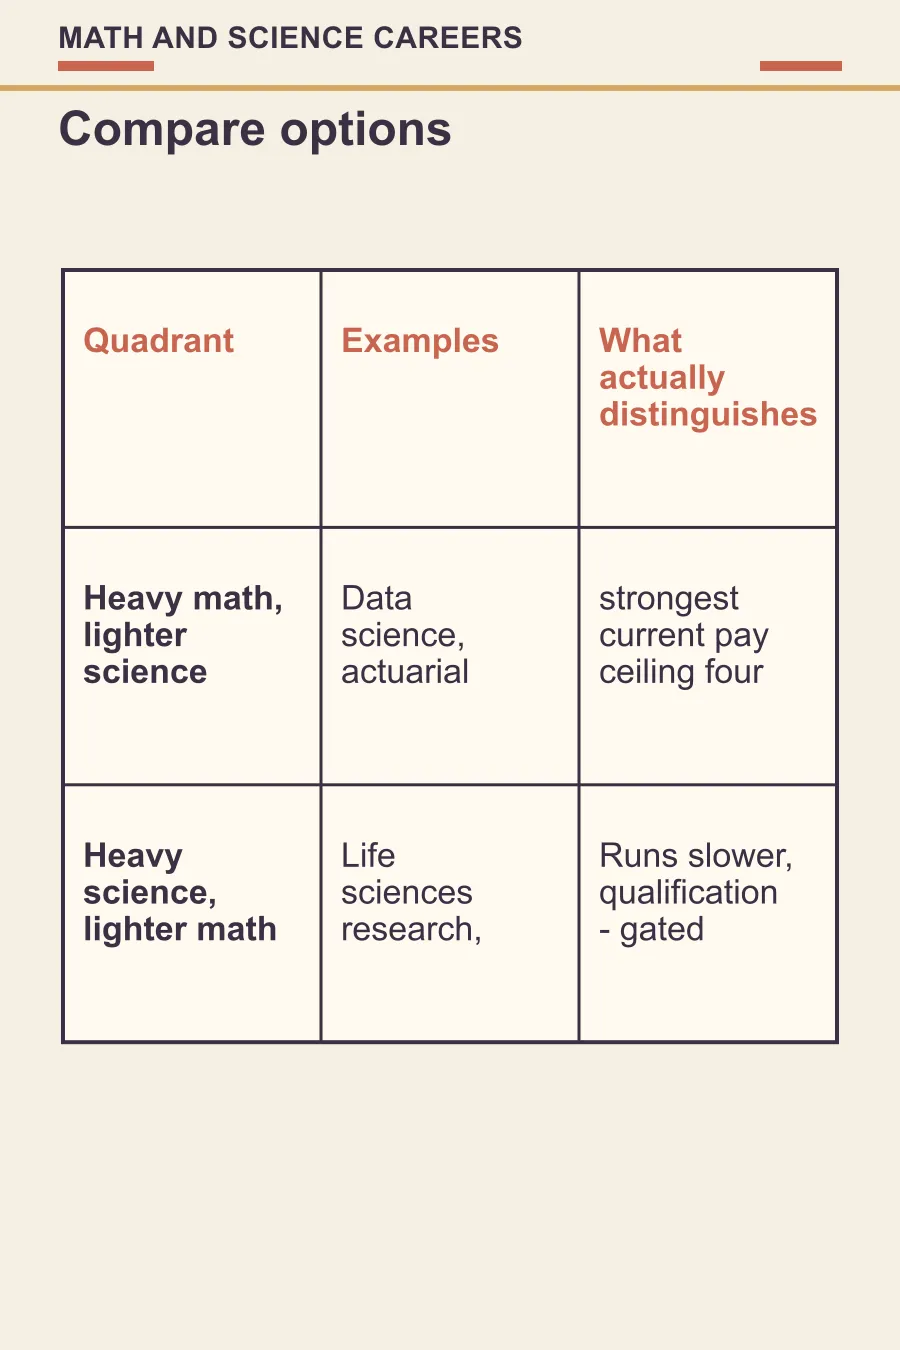 MATH AND SCIENCE CAREERS
Compare options
Quadrant
Examples
What
actually
distinguishes
Heavy math,
lighter
science
Data
science,
actuarial
strongest
current pay
ceiling four
Heavy
science,
lighter math
Life
sciences
research,
Runs slower,
qualification
- gated